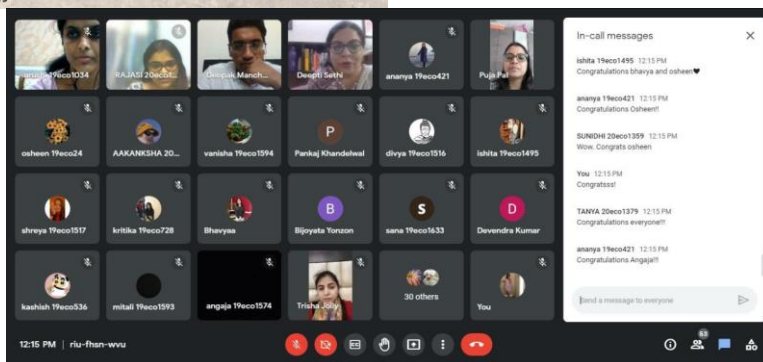 19eco1034
RAJASI 20eco1...
Deepak Manch...
Deepti Sethi
ananya 19eco421
Puja Pal
osheen 19eco24
AAKANKSHA 20...
vanisha 19eco1594
P
Pankaj Khandelwal
divya 19eco1516
ishita 19eco1495
shreya 19eco1517
kritika 19eco728
Bhavyaa
B
Bijoyata Yonzon
S
sana 19eco1633
D
Devendra Kumar
kashish 19eco536
mitali 19eco1593
angaja 19eco1574
Trisha Jolly
30 others
You
In-call messages
ishita 19eco1495 12:15 PM
Congratulations bhavya and osheen🖤
ananya 19eco421 12:15 PM
Congratulations Osheen!!
SUNIDHI 20eco1359 12:15 PM
Wow. Congrats osheen
You 12:15 PM
Congratsss!
TANYA 20eco1379 12:15 PM
Congratulations everyone!!!
ananya 19eco421 12:15 PM
Congratulations Angaja!!!
Send a message to everyone
12:15 PM | riu-fhsn-wvu
63